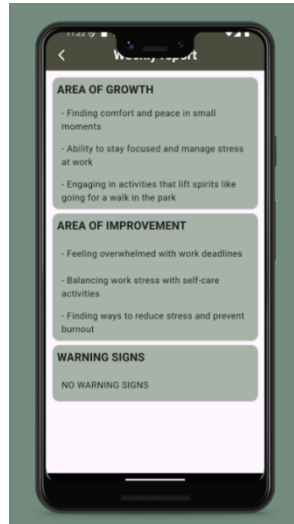 11:22
Weekly report
AREA OF GROWTH
- Finding comfort and peace in small
moments
- Ability to stay focused and manage stress
at work
- Engaging in activities that lift spirits like
going for a walk in the park
AREA OF IMPROVEMENT
- Feeling overwhelmed with work deadlines
- Balancing work stress with self-care
activities
- Finding ways to reduce stress and prevent
burnout
WARNING SIGNS
NO WARNING SIGNS